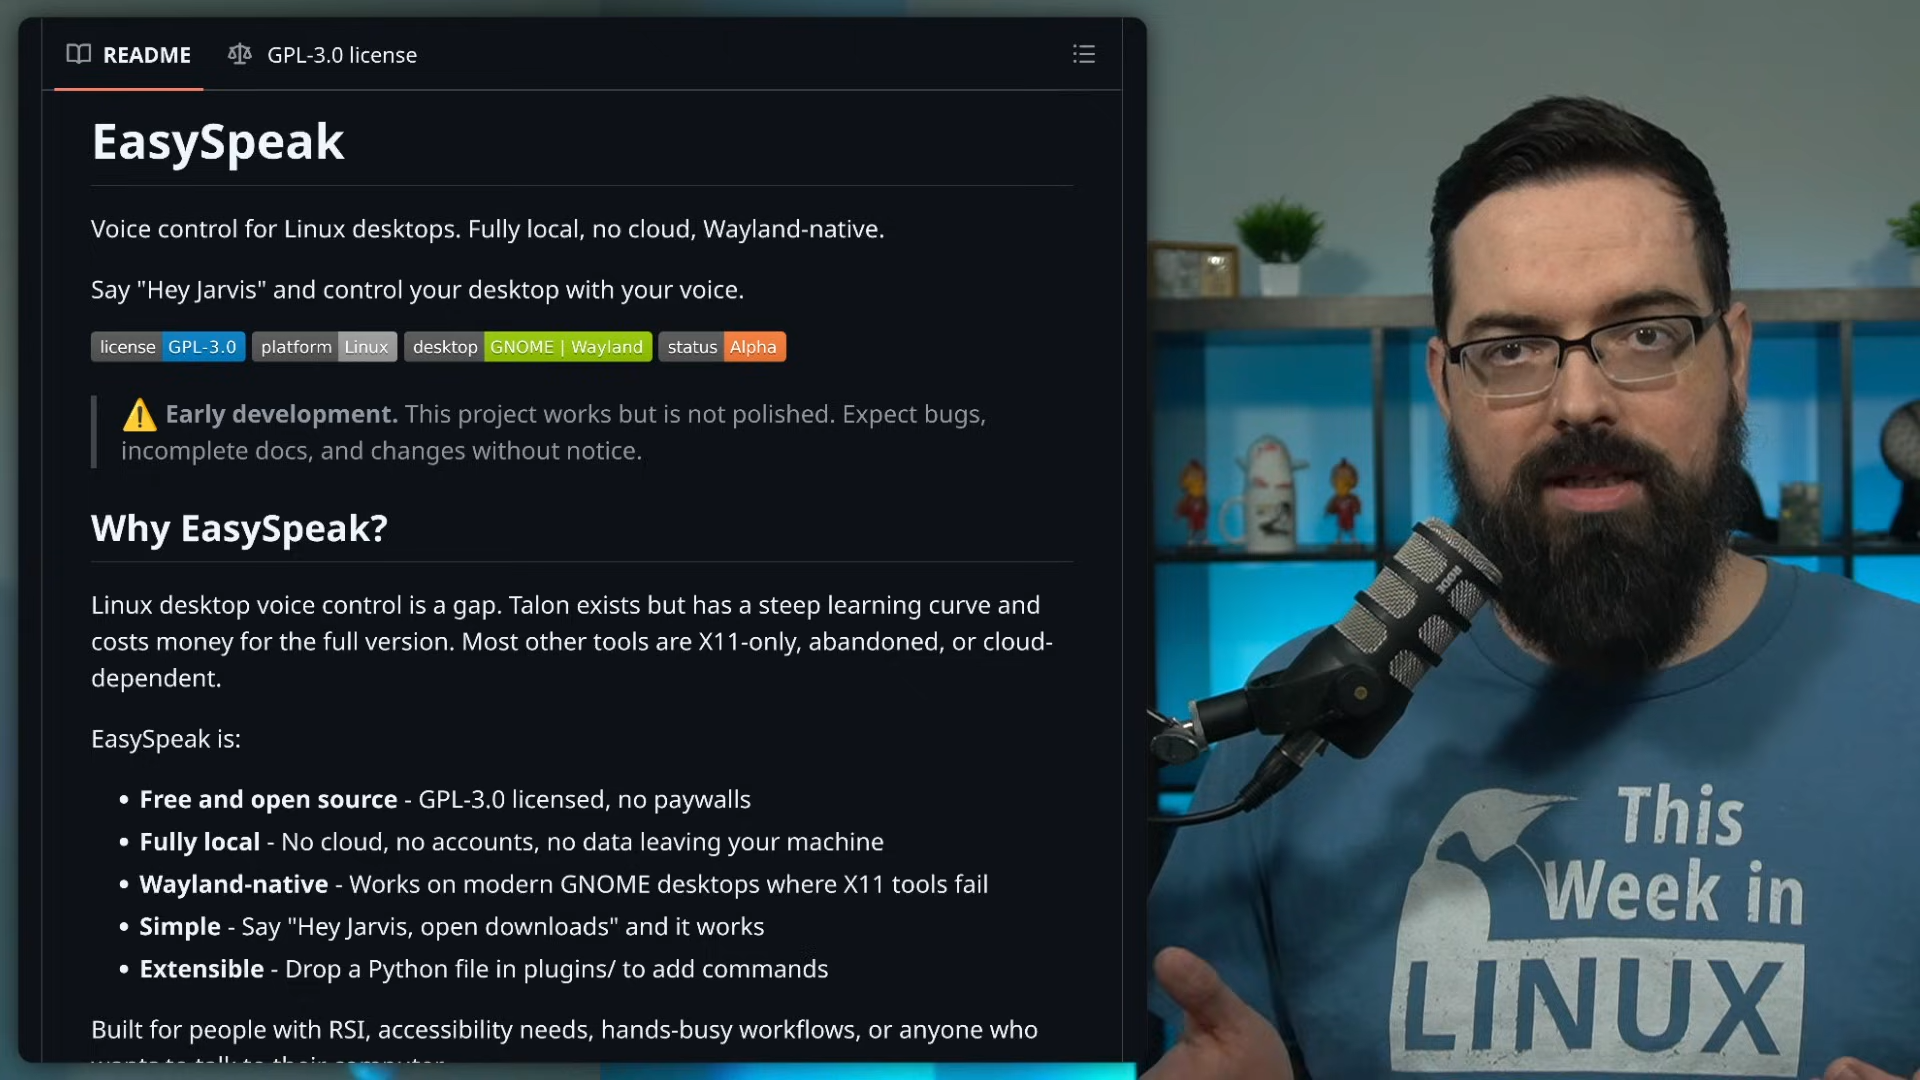 README
GPL-3.0 license
EasySpeak
Voice control for Linux desktops. Fully local, no cloud, Wayland-native.
Say "Hey Jarvis" and control your desktop with your voice.
license GPL-3.0 platform Linux desktop GNOME | Wayland status Alpha
⚠️ Early development. This project works but is not polished. Expect bugs,
incomplete docs, and changes without notice.
Why EasySpeak?
Linux desktop voice control is a gap. Talon exists but has a steep learning curve and
costs money for the full version. Most other tools are X11-only, abandoned, or cloud-
dependent.
EasySpeak is:
• Free and open source - GPL-3.0 licensed, no paywalls
• Fully local - No cloud, no accounts, no data leaving your machine
• Wayland-native - Works on modern GNOME desktops where X11 tools fail
• Simple - Say "Hey Jarvis, open downloads" and it works
• Extensible - Drop a Python file in plugins/ to add commands
Built for people with RSI, accessibility needs, hands-busy workflows, or anyone who
wants to talk to their computer
RODE
This
Week in
LINUX